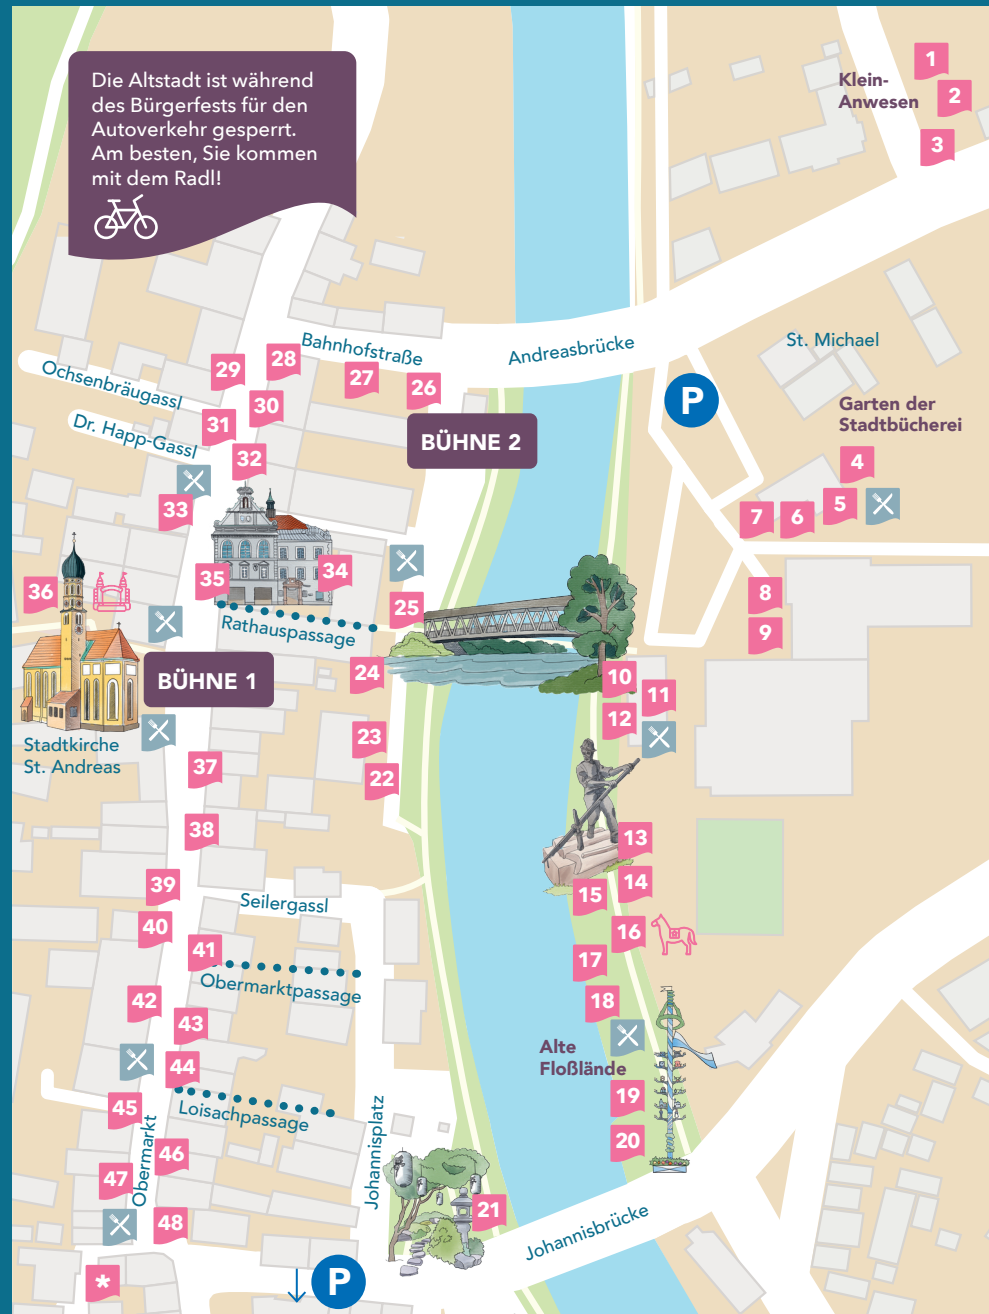 Die Altstadt ist während
des Bürgerfests für den
Autoverkehr gesperrt.
Am besten, Sie kommen
mit dem Radl!
Klein-
Anwesen
1
2
3
Bahnhofstraße
Andreasbrücke
St. Michael
Ochsenbräugassl
29
28
27
26
P
Garten der
Stadtbücherei
Dr. Happ-Gassl
31
30
BÜHNE 2
32
4
33
7
6
5
36
35
34
25
8
Rathauspassage
9
BÜHNE 1
24
10
11
12
Stadtkirche
St. Andreas
23
37
22
38
13
39
14
15
Seilergassl
40
16
41
17
Obermarktpassage
42
18
43
Alte
Floßlände
44
19
45
Loisachpassage
Johannisplatz
Obermarkt
46
20
47
21
48
Johannisbrücke
*
P